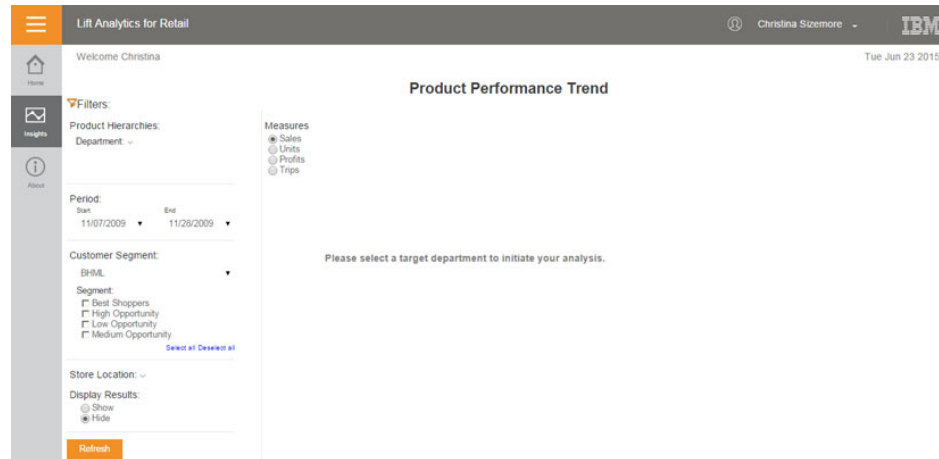 Lift Analytics for Retail
Christina Sizemore
IBM
Welcome Christina
Tue Jun 23 2015
Home
Insights
About
Product Performance Trend
Filters:
Product Hierarchies:
Department:
Measures
Sales
Units
Profits
Trips
Period:
Start End
11/07/2009 11/28/2009
Customer Segment:
BHML
Segment:
Best Shoppers
High Opportunity
Low Opportunity
Medium Opportunity
Select all Deselect all
Please select a target department to initiate your analysis.
Store Location:
Display Results:
Show
Hide
Refresh